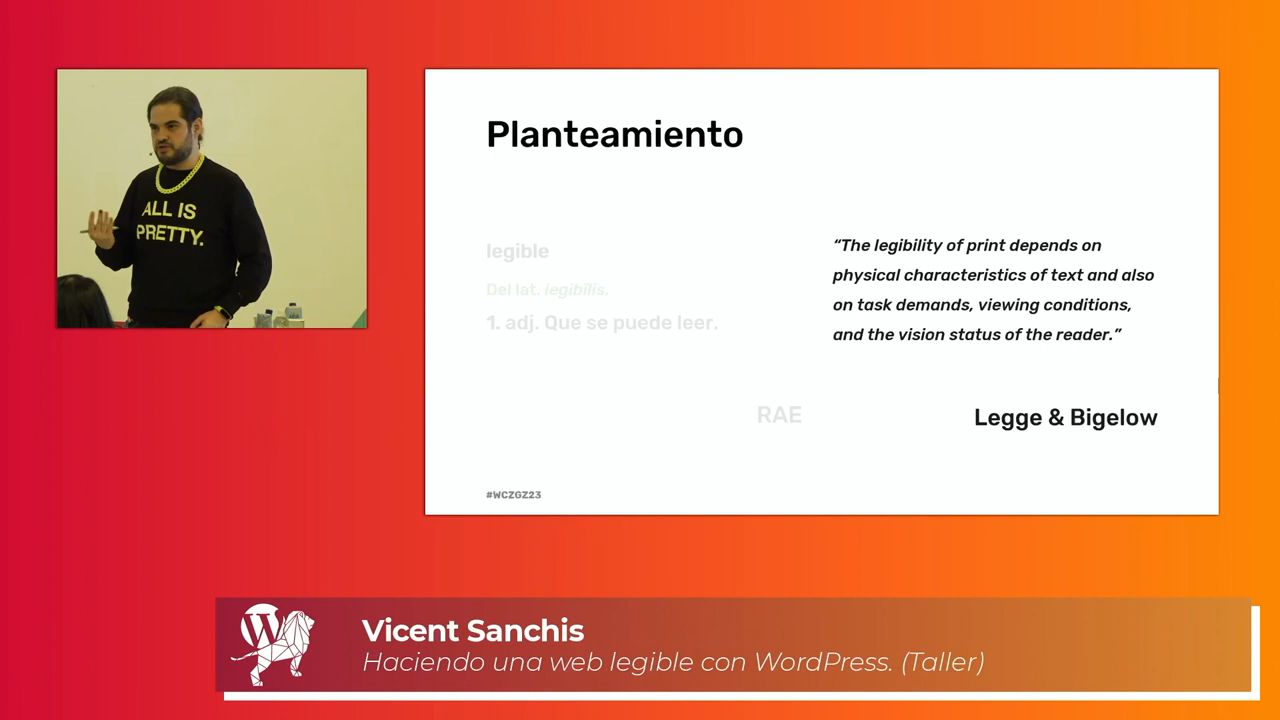 ALL IS
PRETTY.
Planteamiento
legible
Del lat. legibilis.
1. adj. Que se puede leer.
RAE
“The legibility of print depends on
physical characteristics of text and also
on task demands, viewing conditions,
and the vision status of the reader.”
Legge & Bigelow
#WCZGZ23
W
Vicent Sanchis
Haciendo una web legible con WordPress. (Taller)